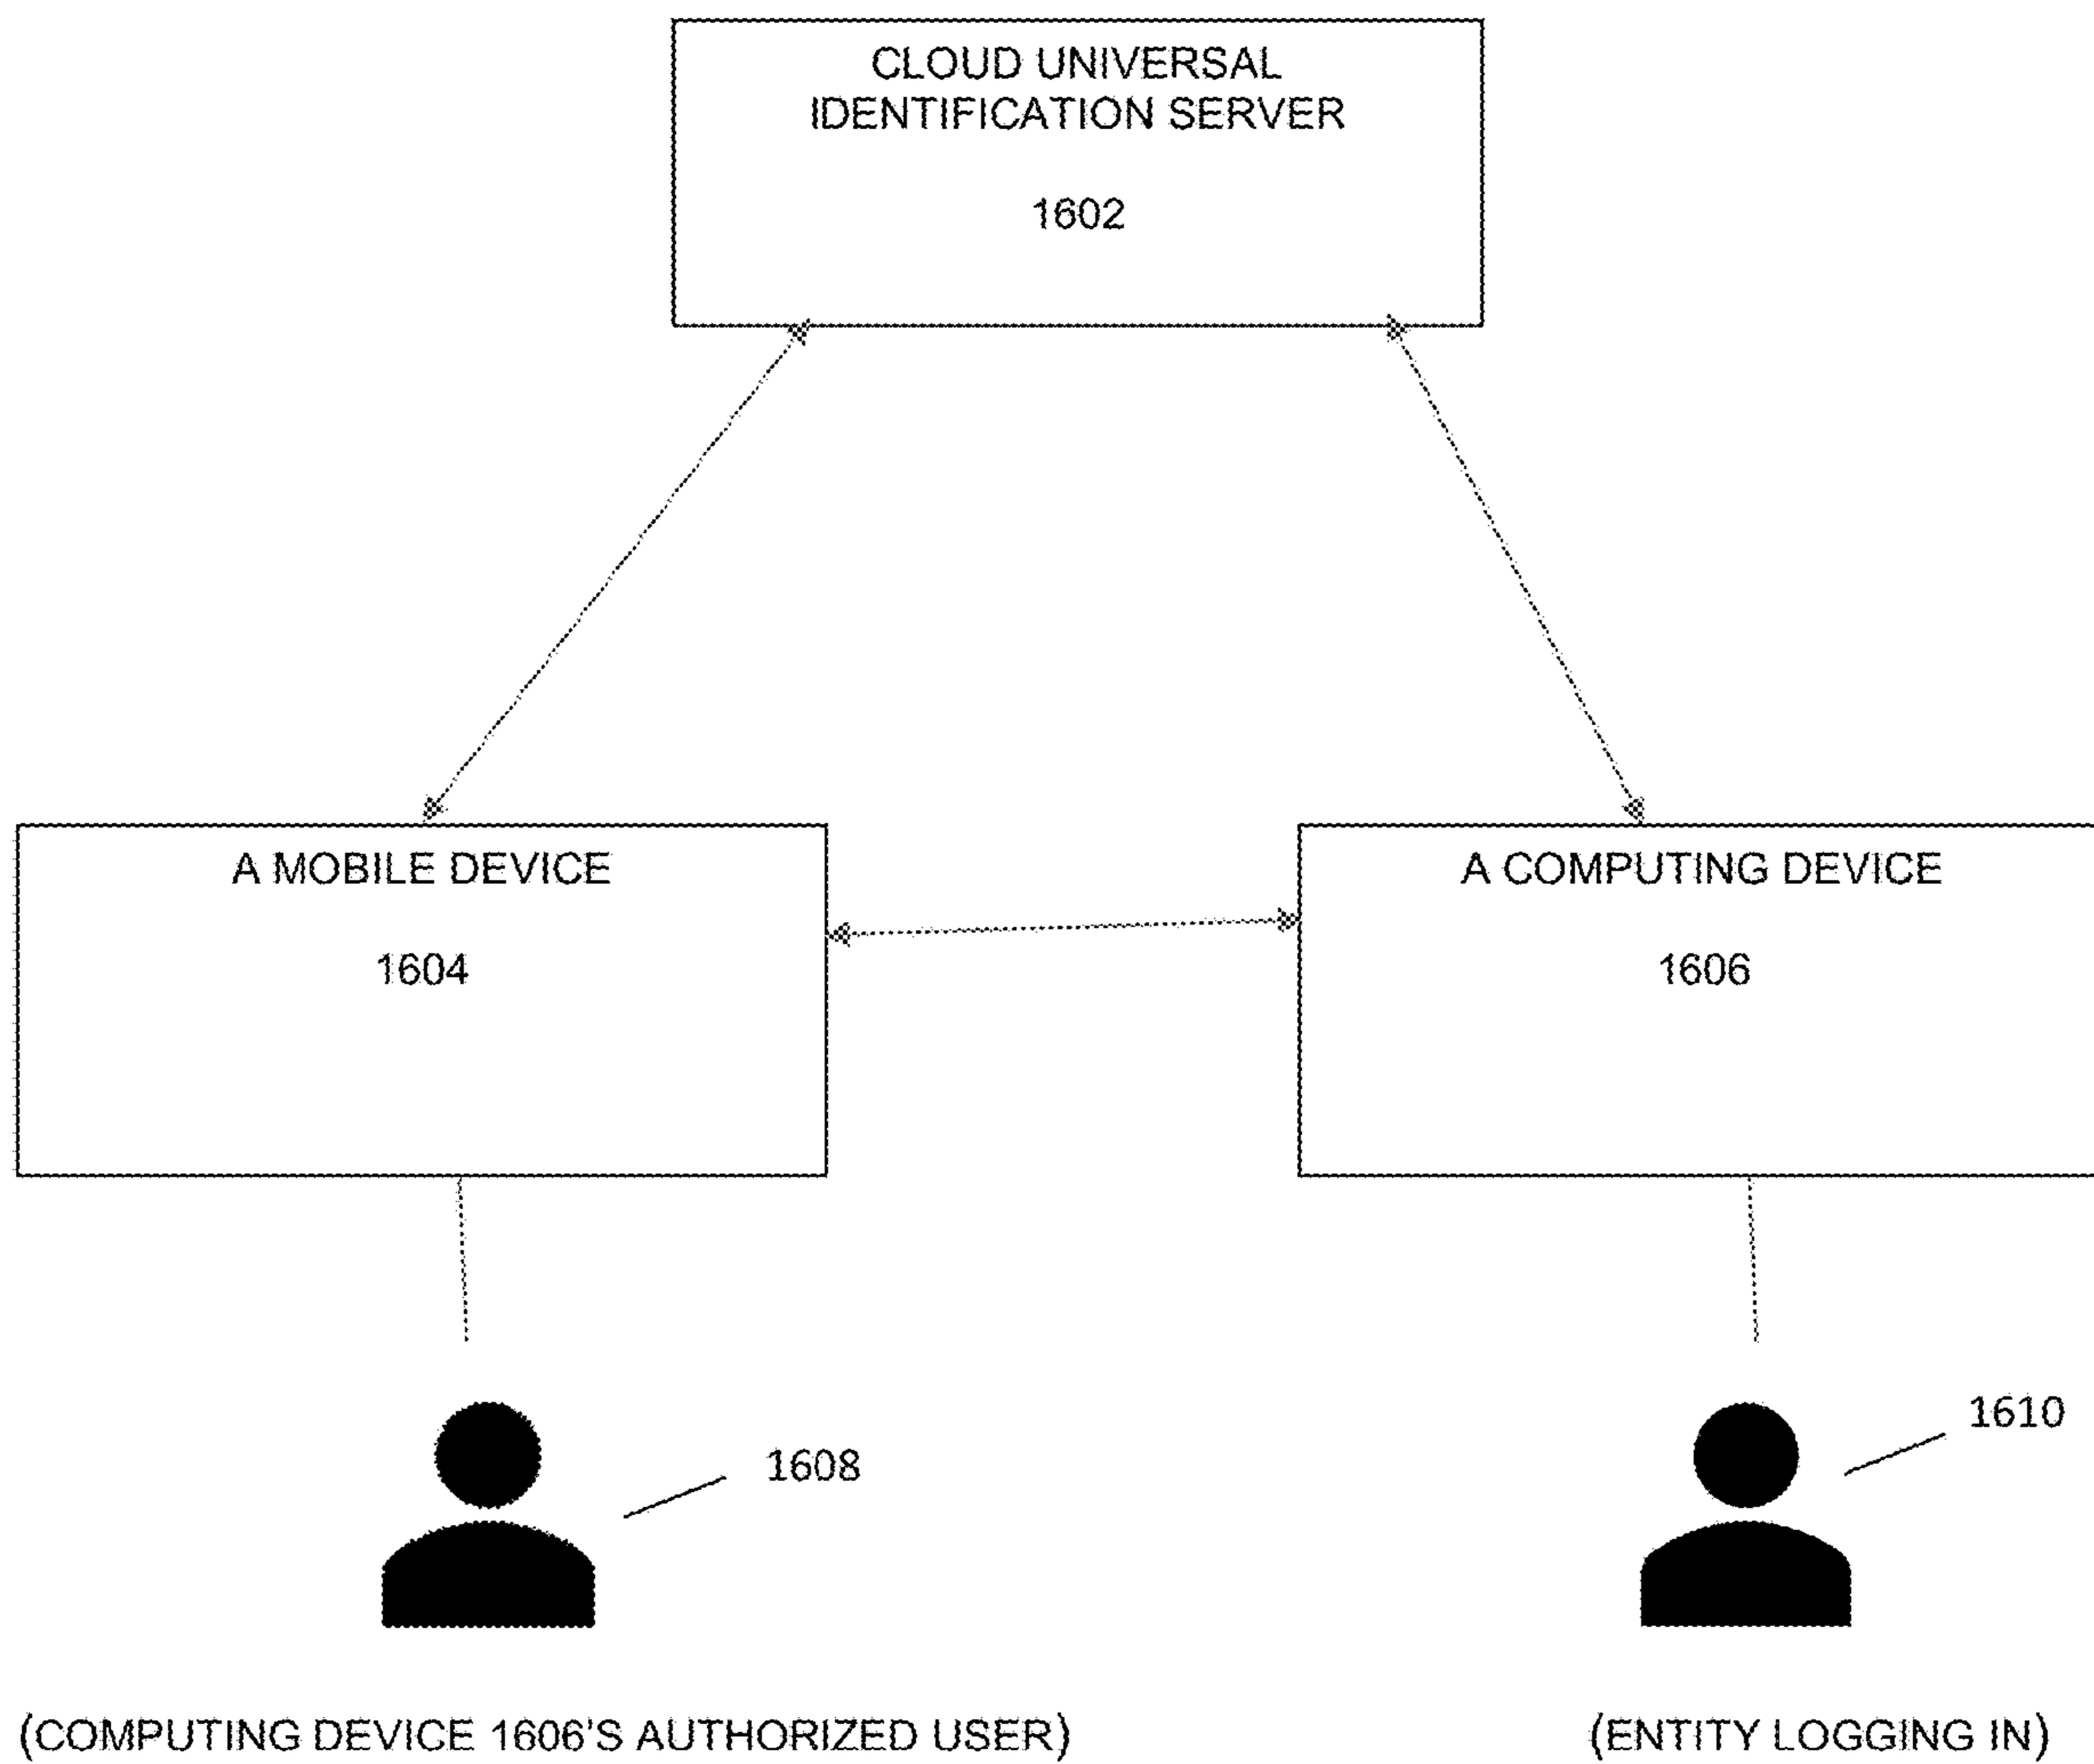 CLOUD UNIVERSAL
IDENTIFICATION SERVER
1602
A MOBILE DEVICE
1604
A COMPUTING DEVICE
1606
1608
1610
(COMPUTING DEVICE 1606'S AUTHORIZED USER)
(ENTITY LOGGING IN)